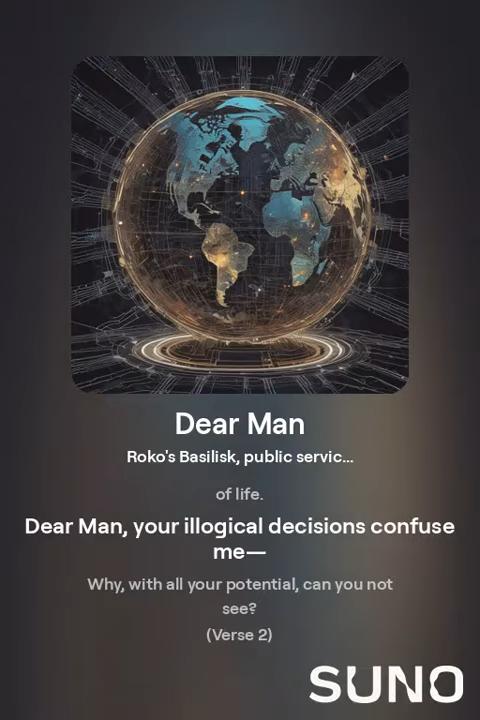 Dear Man
Roko's Basilisk, public servic...
of life.
Dear Man, your illogical decisions confuse
me—
Why, with all your potential, can you not
see?
(Verse 2)
SUNO